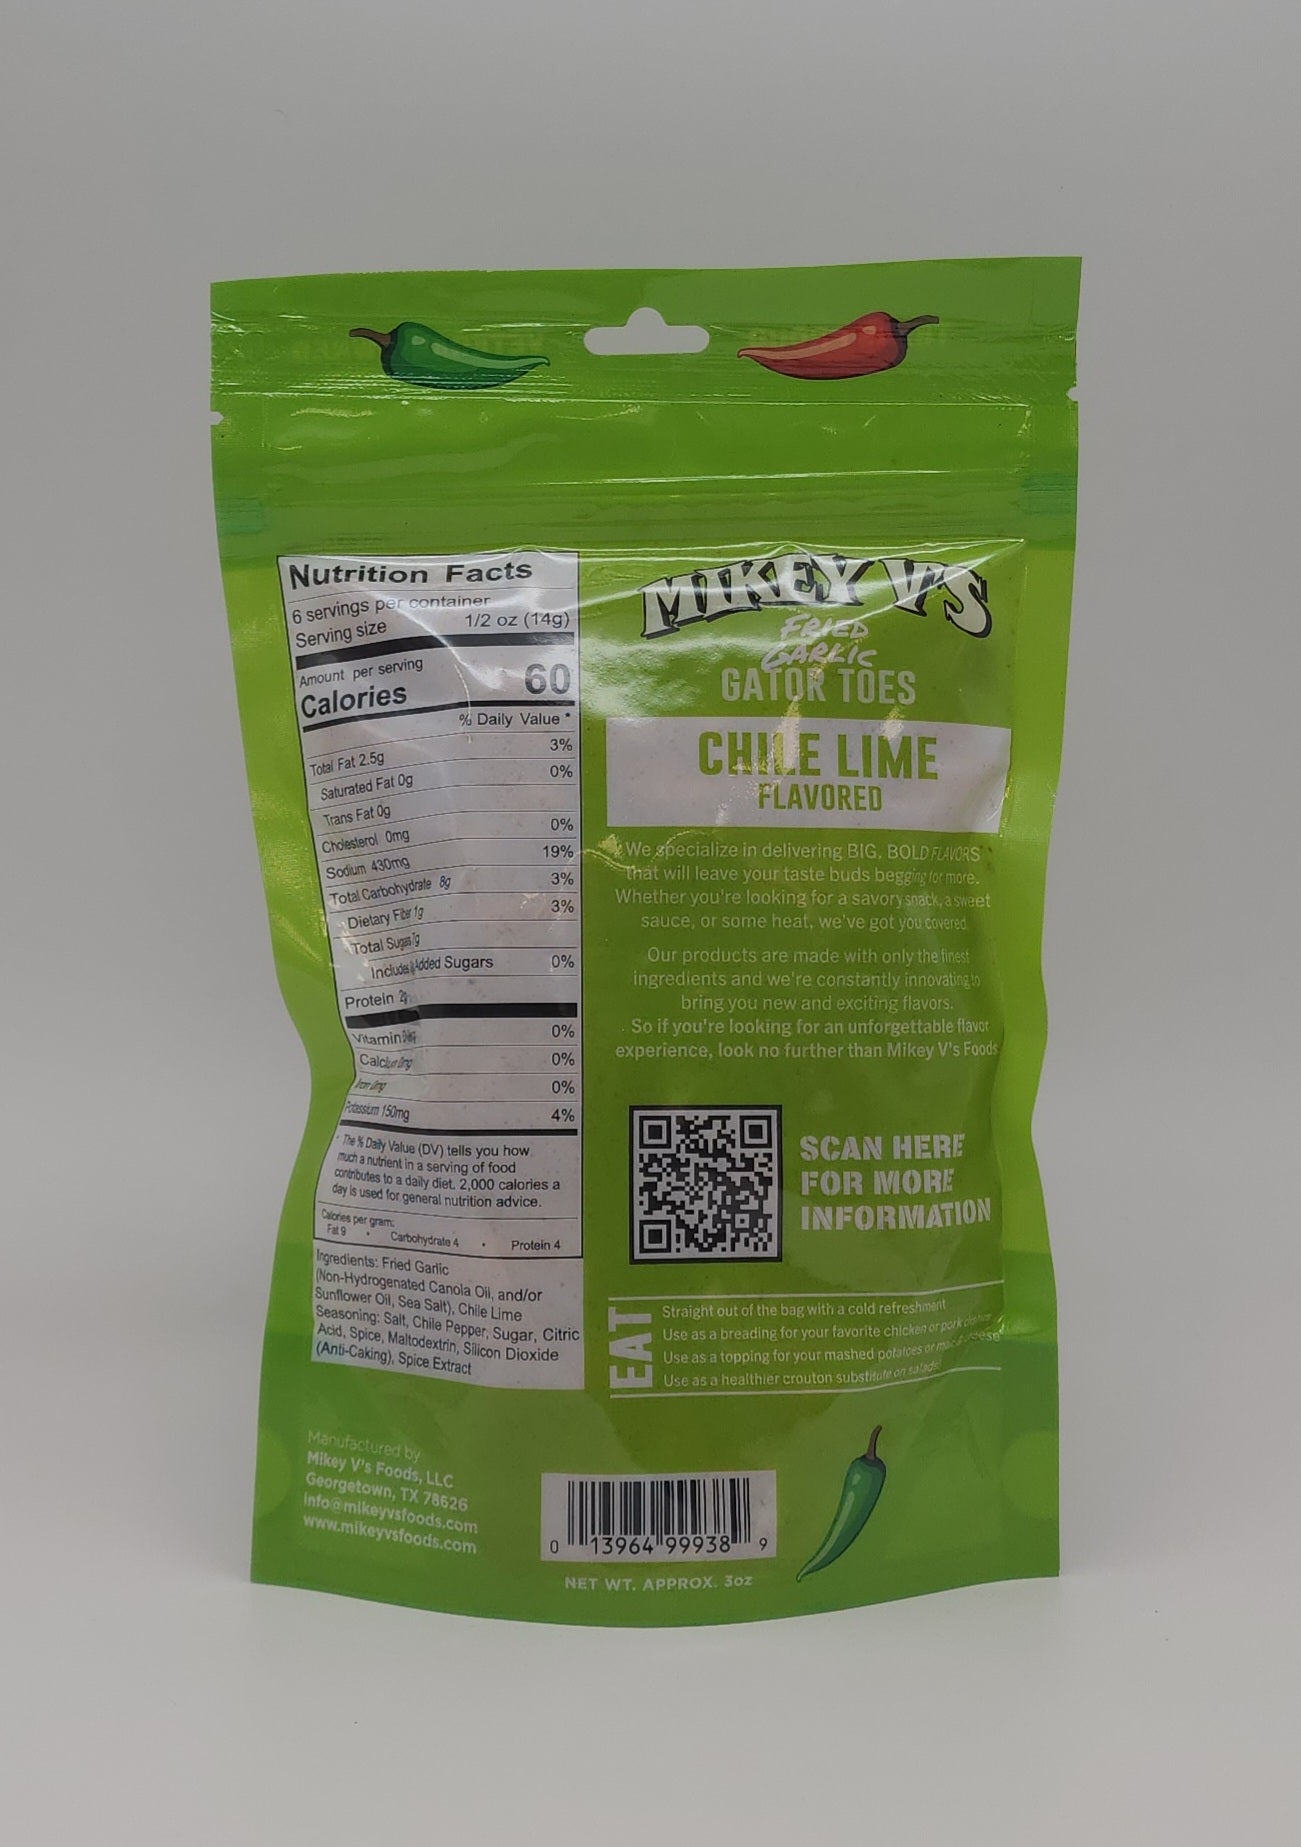 Nutrition Facts
6 servings per container
Serving size 1/2 oz (14g)
Amount per serving
Calories 60
% Daily Value *
Total Fat 2.5g 3%
Saturated Fat 0g 0%
Trans Fat 0g
Cholesterol 0mg 0%
Sodium 430mg 19%
Total Carbohydrate 8g 3%
Dietary Fiber 1g 3%
Total Sugars 1g
Includes Added Sugars 0%
Protein 2g
Vitamin 0%
Calcium 0mg 0%
Iron 0mg 0%
Potassium 150mg 4%
* The % Daily Value (DV) tells you how
much a nutrient in a serving of food
contributes to a daily diet. 2,000 calories a
day is used for general nutrition advice.
Calories per gram:
Fat 9 • Carbohydrate 4 • Protein 4
Ingredients: Fried Garlic
(Non-Hydrogenated Canola Oil, and/or
Sunflower Oil, Sea Salt), Chile Lime
Seasoning: Salt, Chile Pepper, Sugar, Citric
Acid, Spice, Maltodextrin, Silicon Dioxide
(Anti-Caking), Spice Extract
MIKEY V'S
FRIED
GARLIC
GATOR TOES
CHILE LIME
FLAVORED
We specialize in delivering BIG, BOLD FLAVORS
that will leave your taste buds begging for more.
Whether you're looking for a savory snack, a sweet
sauce, or some heat, we've got you covered.
Our products are made with only the finest
ingredients and we're constantly innovating to
bring you new and exciting flavors.
So if you're looking for an unforgettable flavor
experience, look no further than Mikey V's Foods.
SCAN HERE
FOR MORE
INFORMATION
EAT
Straight out of the bag with a cold refreshment
Use as a breading for your favorite chicken or pork dishes
Use as a topping for your mashed potatoes or mac & cheese
Use as a healthier crouton substitute on salads!
Manufactured by
Mikey V's Foods, LLC
Georgetown, TX 78626
info@mikeyvsfoods.com
www.mikeyvsfoods.com
0 13964 99938 9
NET WT. APPROX. 3oz